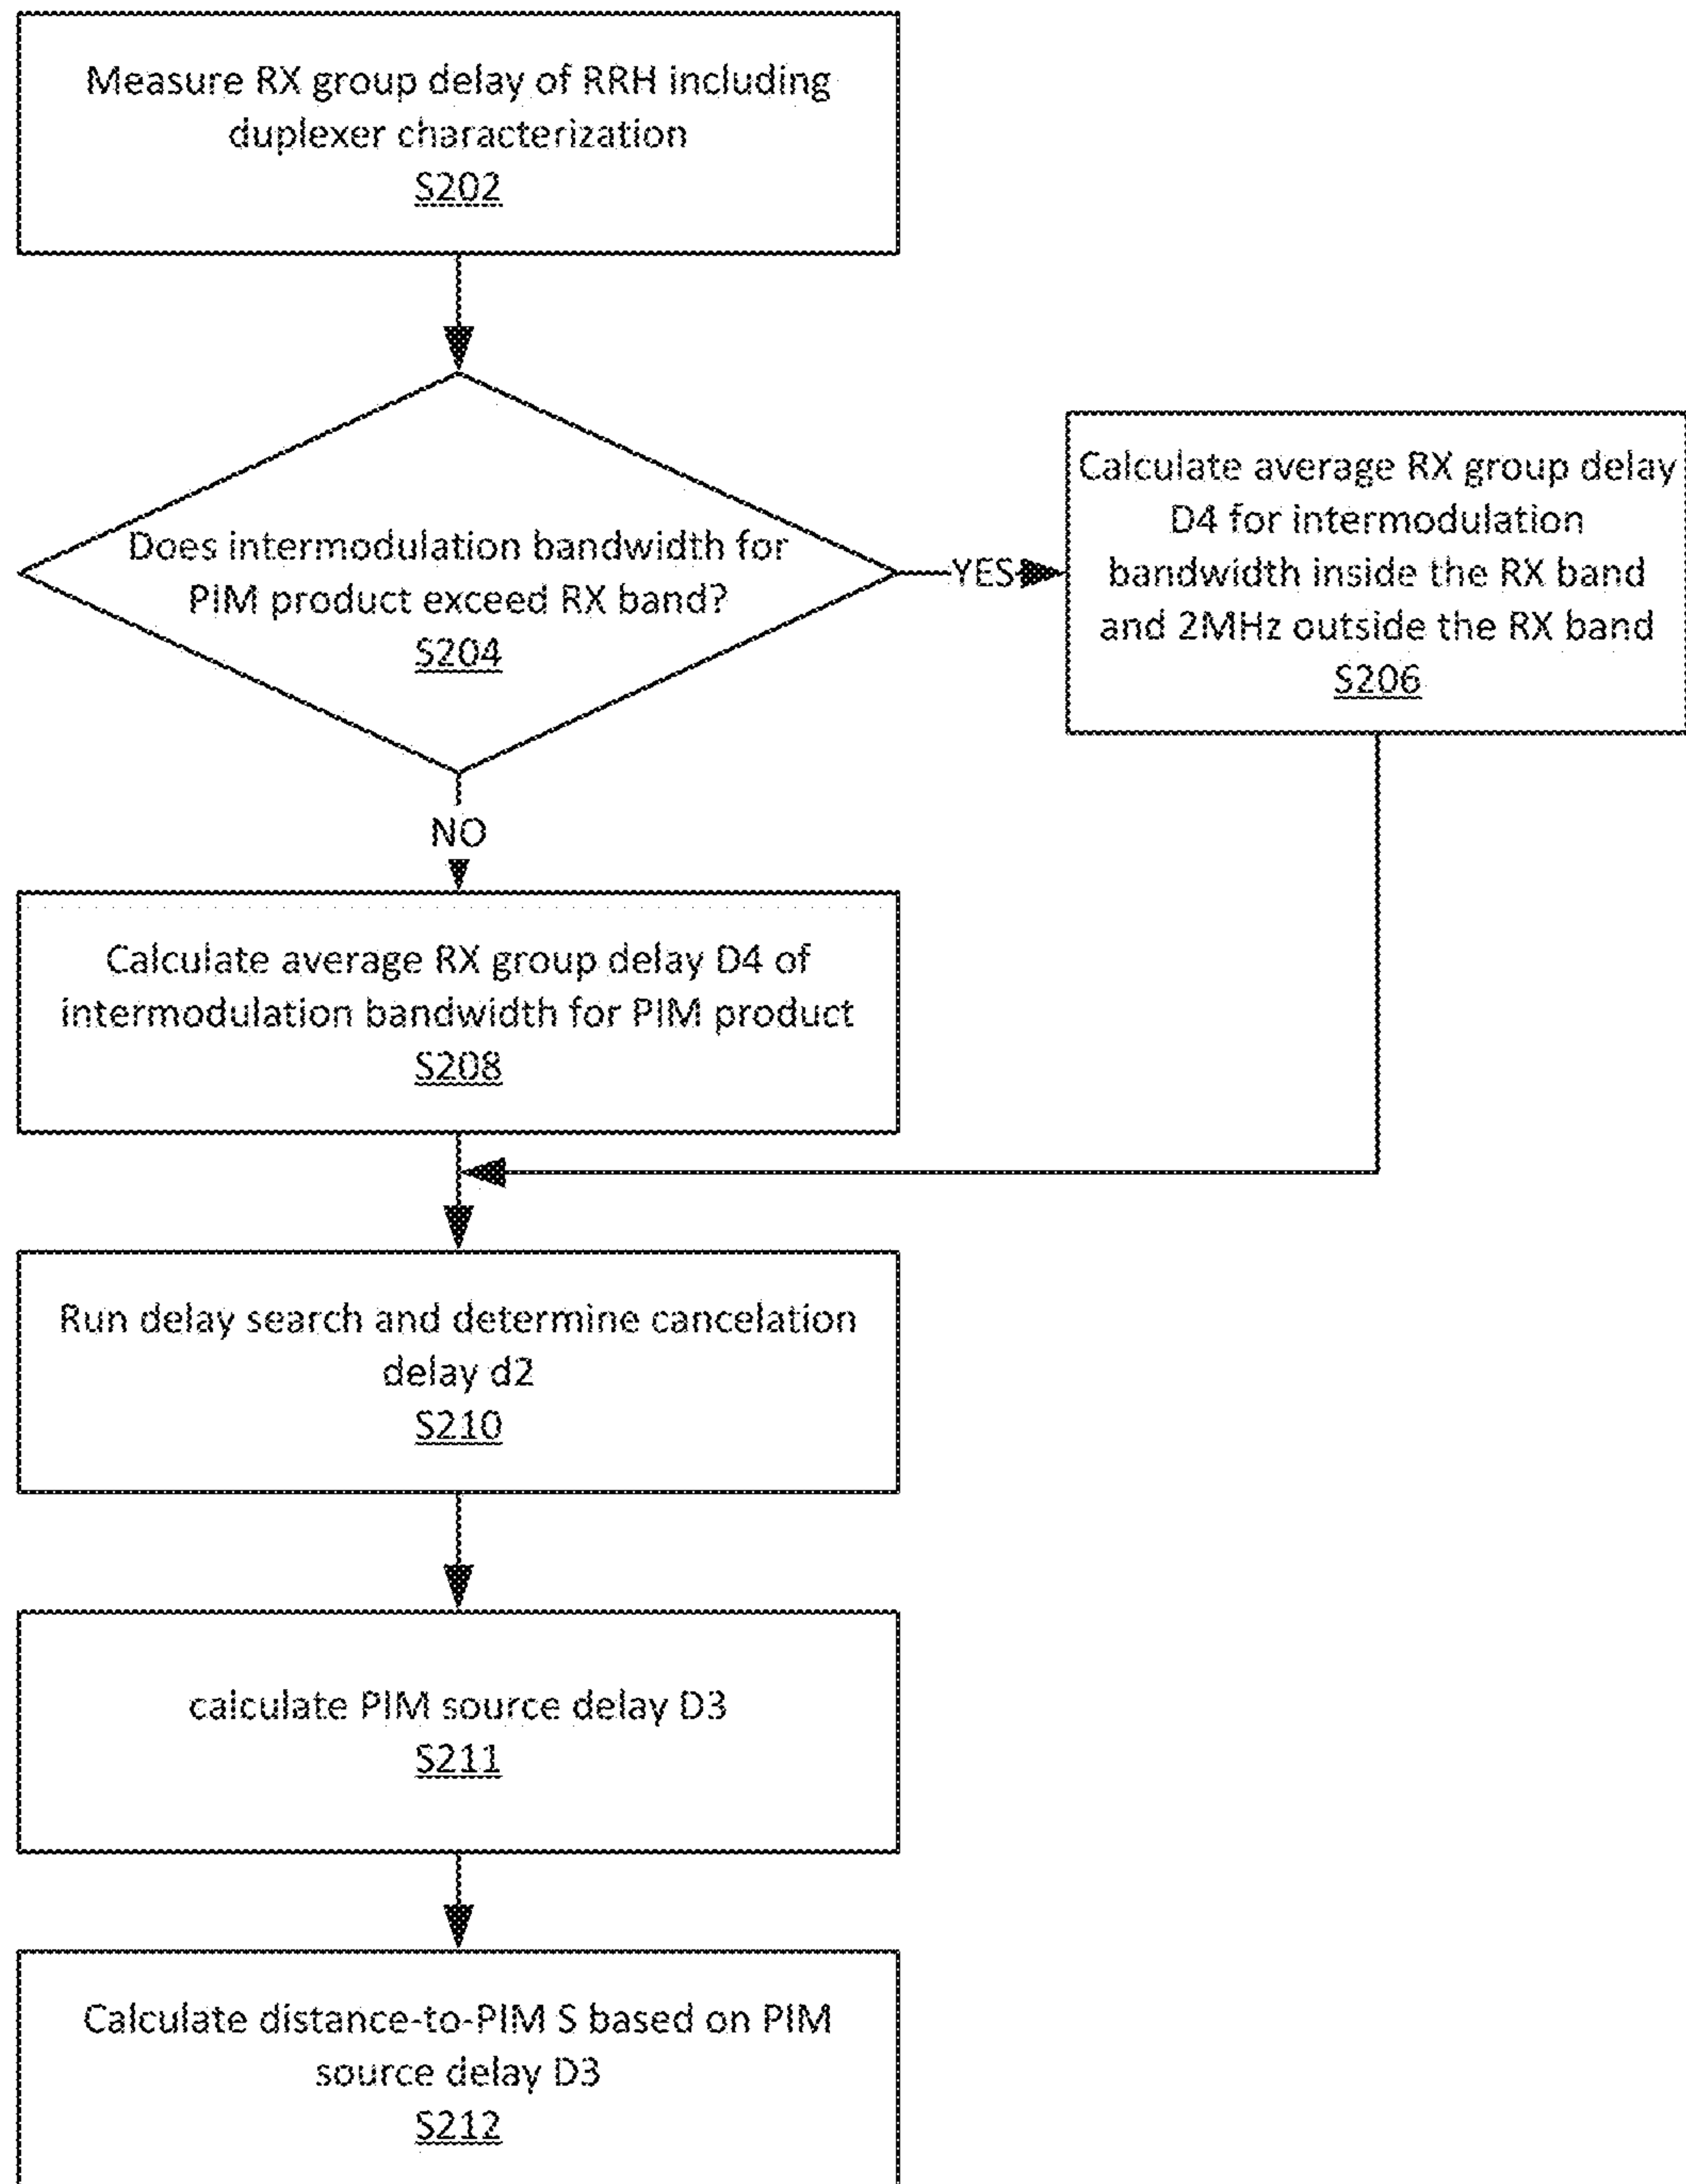 Measure RX group delay of RRH including
duplexer characterization
S202
Does intermodulation bandwidth for
PIM product exceed RX band?
S204
YES
Calculate average RX group delay
D4 for intermodulation
bandwidth inside the RX band
and 2MHz outside the RX band
S206
NO
Calculate average RX group delay D4 of
intermodulation bandwidth for PIM product
S208
Run delay search and determine cancelation
delay d2
S210
calculate PIM source delay D3
S211
Calculate distance-to-PIM S based on PIM
source delay D3
S212